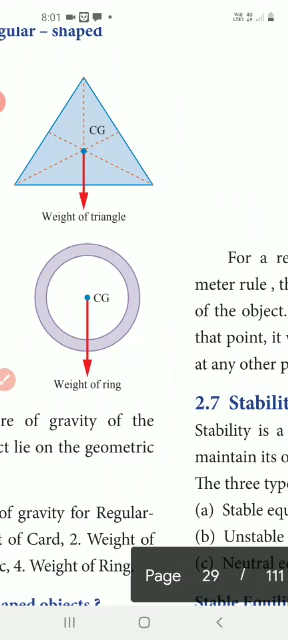 8:01
gular – shaped
CG
Weight of triangle
CG
Weight of ring
re of gravity of the
ct lie on the geometric
of gravity for Regular-
t of Card, 2. Weight of
c, 4. Weight of Ring
aped objects ?
For a re
meter rule , th
of the object.
that point, it w
at any other p
2.7 Stabilit
Stability is a
maintain its o
The three type
(a) Stable equ
(b) Unstable
(c) Neutral e
Stable Equili
Page 29 / 111